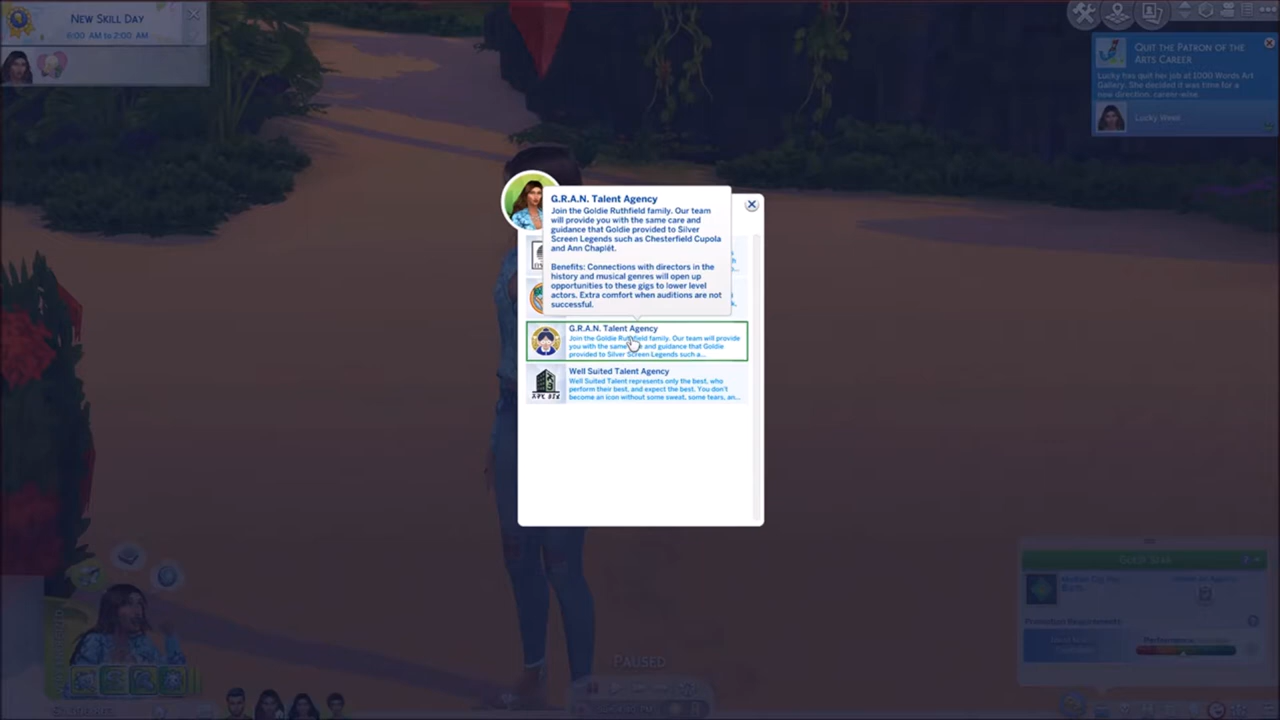 NEW SKILL DAY
6:00 AM TO 2:00 AM
QUIT THE PATRON OF THE
ARTS CAREER
Lucky has quit her job at 1000 Words Art
Gallery. She decided it was time for a
new direction, career-wise.
G.R.A.N. Talent Agency
Join the Goldie Ruthfield family. Our team
will provide you with the same care and
guidance that Goldie provided to Silver
Screen Legends such as Chesterfield Cupola
and Ann Chaplét.
Benefits: Connections with directors in the
history and musical genres will open up
opportunities to these gigs to lower level
actors. Extra comfort when auditions are not
successful.
G.R.A.N. Talent Agency
Join the Goldie Ruthfield family. Our team will provide
you with the same care and guidance that Goldie
provided to Silver Screen Legends such a...
Well Suited Talent Agency
Well Suited Talent represents only the best, who
perform their best, and expect the best. You don't
become an icon without some sweat, some tears, an...
PAUSED
Promotion Requirements
Performance